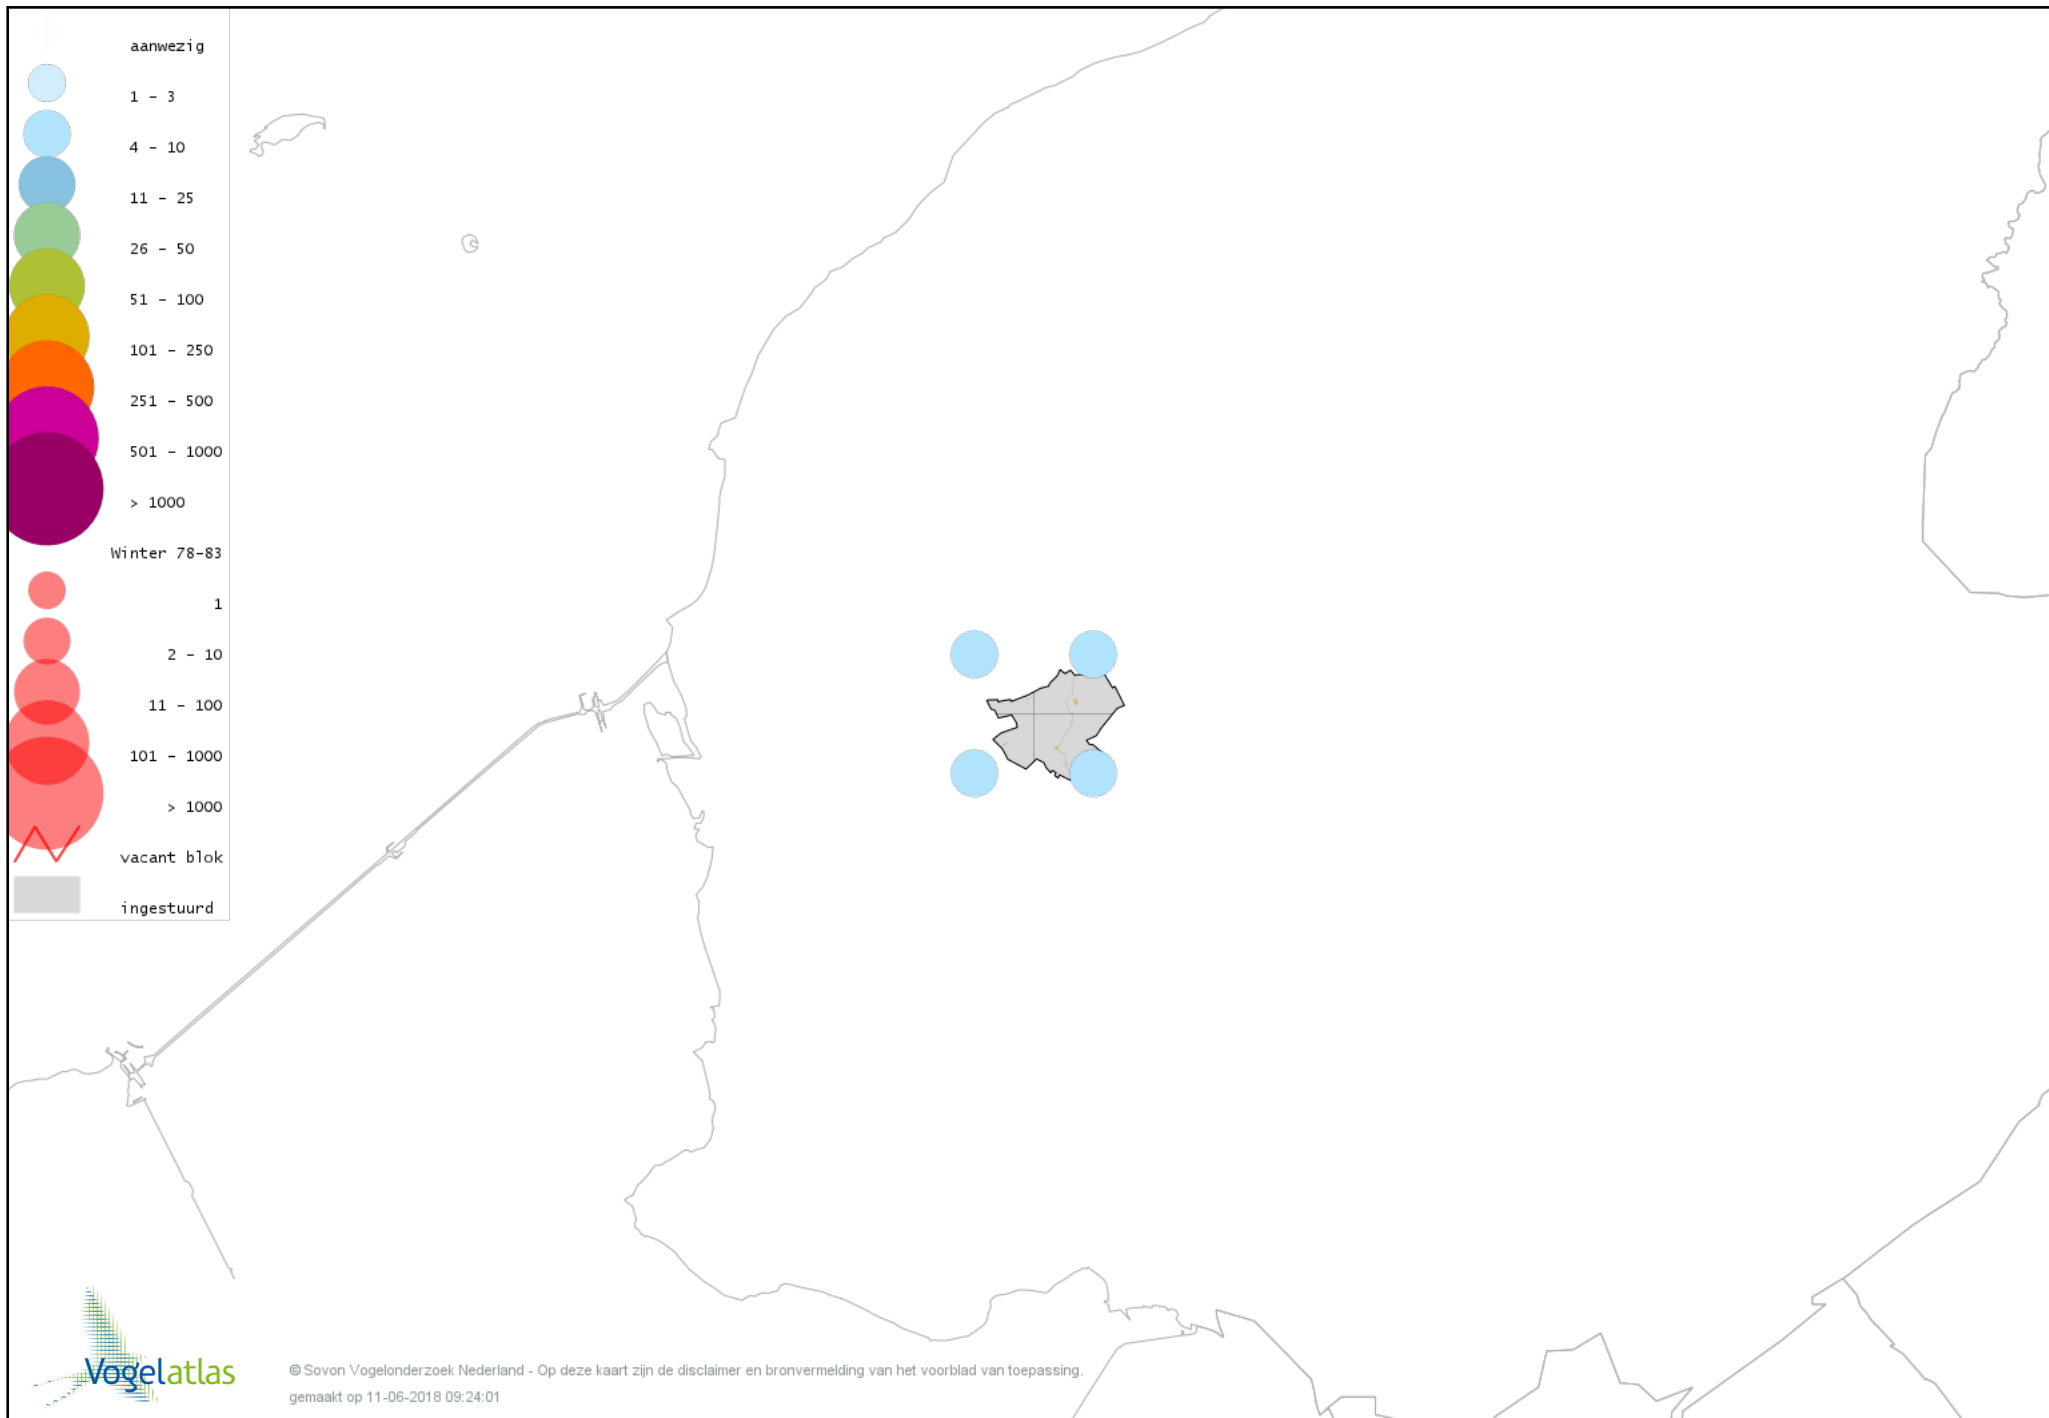 aanwezig
1 - 3
4 - 10
11 - 25
26 - 50
51 - 100
101 - 250
251 - 500
501 - 1000
> 1000
Winter 78-83
1
2 - 10
11 - 100
101 - 1000
> 1000
vacant blok
ingestuurd
Vogelatlas
© Sovon Vogelonderzoek Nederland - Op deze kaart zijn de disclaimer en bronvermelding van het voorblad van toepassing.
gemaakt op 11-06-2018 09:24:01